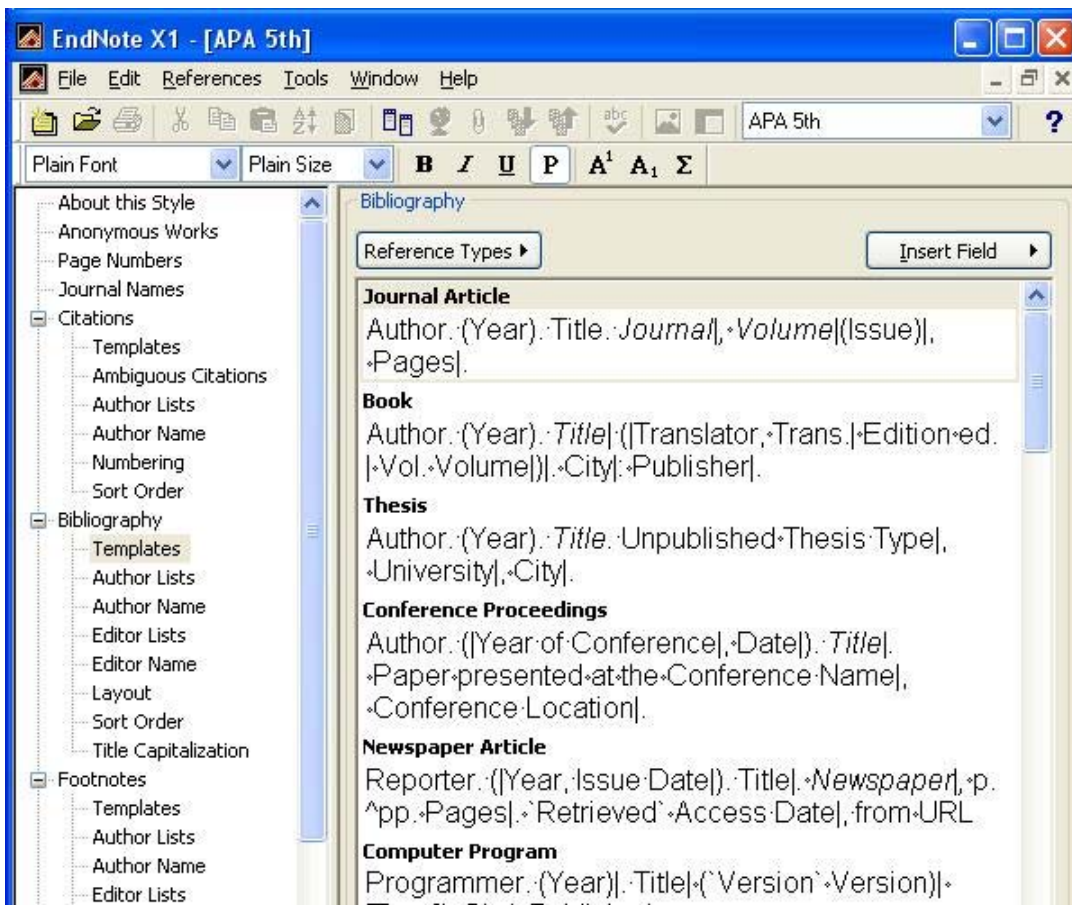 EndNote X1 - [APA 5th]
File Edit References Tools Window Help
APA 5th
?
Plain Font Plain Size B I U P A¹ A₁ Σ
About this Style
Anonymous Works
Page Numbers
Journal Names
Citations
Templates
Ambiguous Citations
Author Lists
Author Name
Numbering
Sort Order
Bibliography
Templates
Author Lists
Author Name
Editor Lists
Editor Name
Layout
Sort Order
Title Capitalization
Footnotes
Templates
Author Lists
Author Name
Editor Lists
Bibliography
Reference Types
Insert Field
Journal Article
Author.·(Year).·Title.·Journal|,·Volume|(Issue)|,
·Pages|.
Book
Author.·(Year).·Title|·(|Translator,·Trans.|·Edition·ed.
|·Vol.·Volume|)|.·City|:·Publisher|.
Thesis
Author.·(Year).·Title.·Unpublished·Thesis·Type|,
·University|,·City|.
Conference Proceedings
Author.·(|Year·of·Conference|,·Date|).·Title|.
·Paper·presented·at·the·Conference·Name|,
·Conference·Location|.
Newspaper Article
Reporter.·(|Year,·Issue·Date|).·Title|.·Newspaper|,·p.
^pp.·Pages|.·`Retrieved`·Access·Date|,·from·URL
Computer Program
Programmer.·(Year)|.·Title|·(`Version`·Version)|·